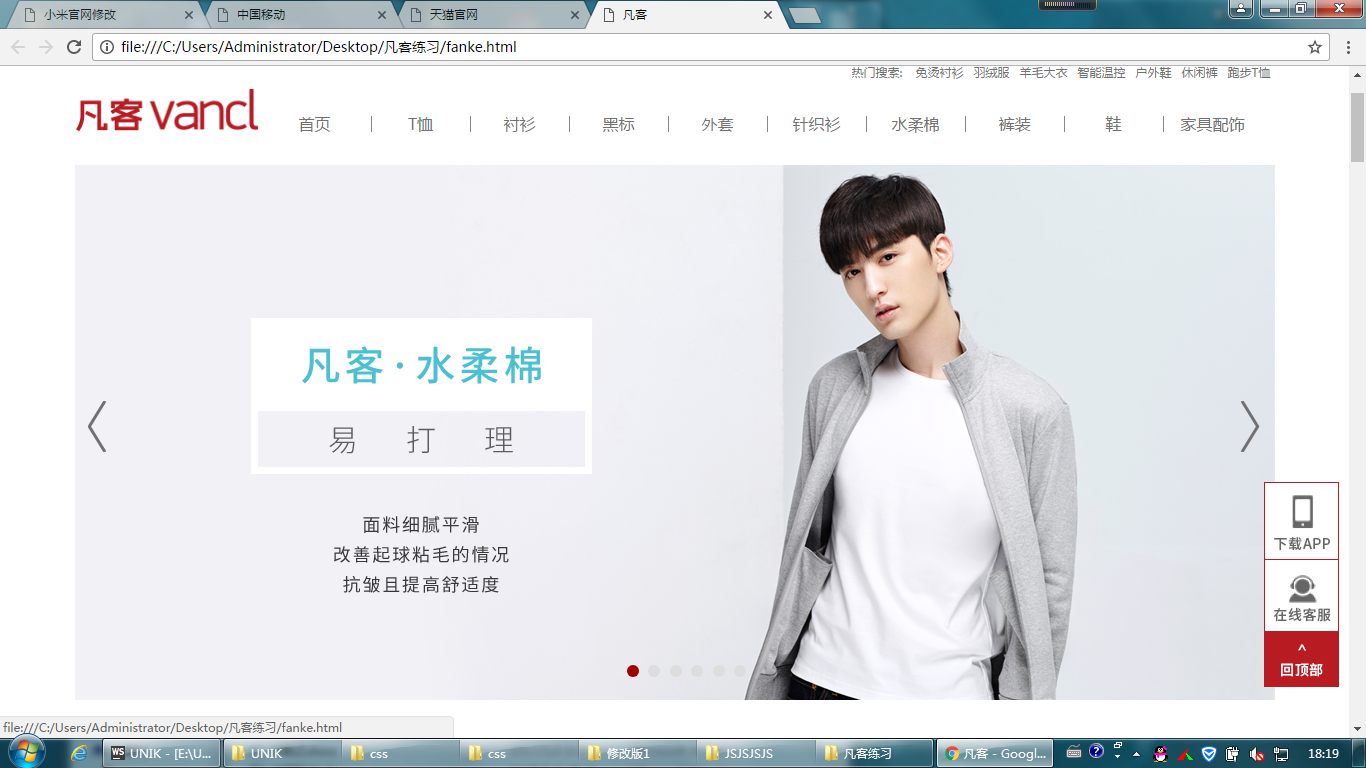 小米官网修改
中国移动
天猫官网
凡客
file:///C:/Users/Administrator/Desktop/凡客练习/fanke.html
热门搜索: 免烫衬衫 羽绒服 羊毛大衣 智能温控 户外鞋 休闲裤 跑步T恤
凡客 vancl
首页 | T恤 | 衬衫 | 黑标 | 外套 | 针织衫 | 水柔棉 | 裤装 | 鞋 | 家具配饰
凡客·水柔棉
易 打 理
面料细腻平滑
改善起球粘毛的情况
抗皱且提高舒适度
下载APP
在线客服
^
回顶部
file:///C:/Users/Administrator/Desktop/凡客练习/fanke.html
WS UNIK - [E:\U...
UNIK
css
css
修改版1
JSJSJSJS
凡客练习
凡客 - Googl...
18:19